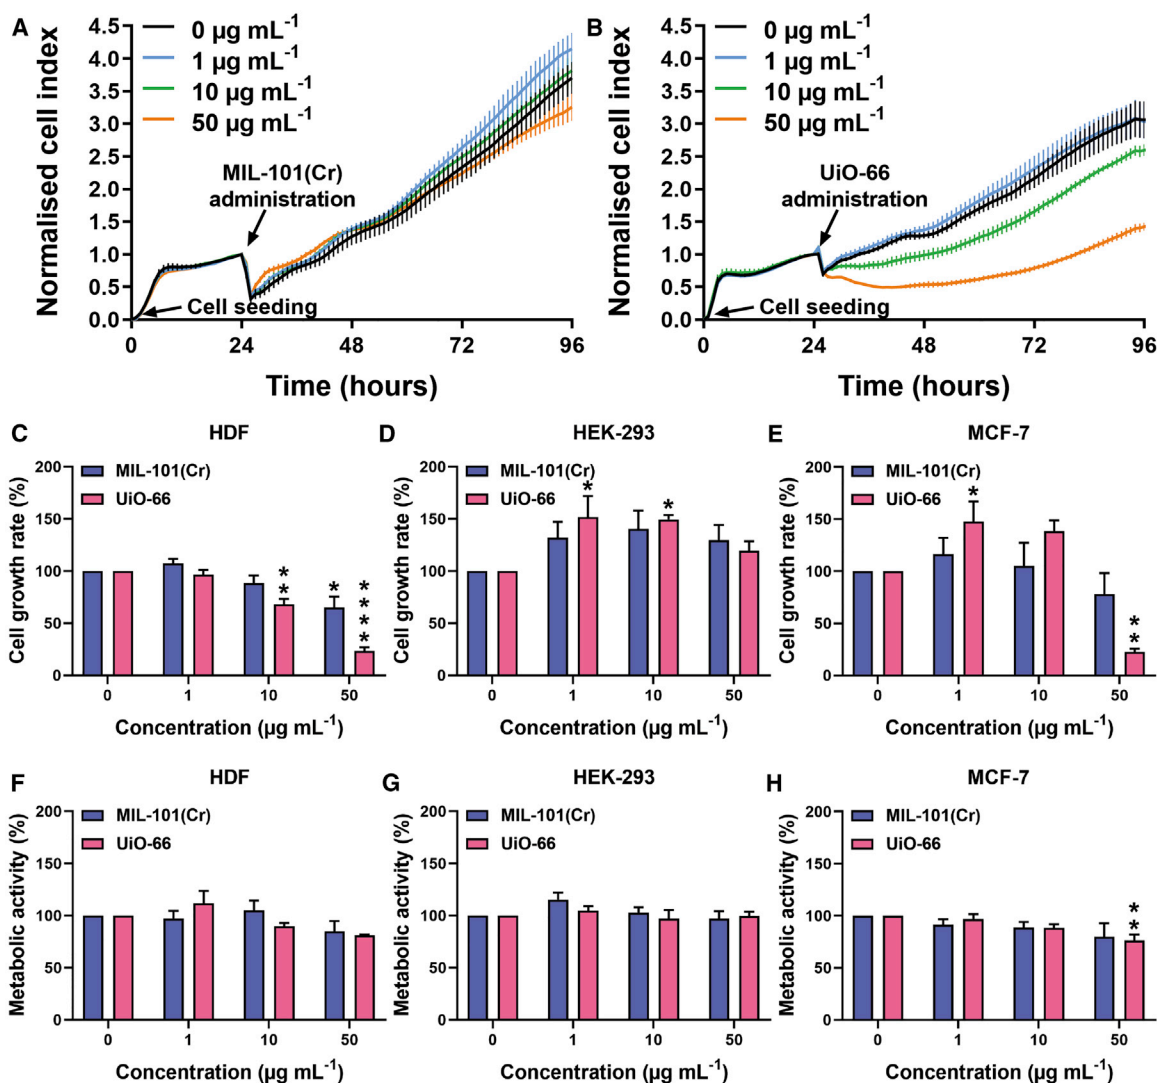 A
Normalised cell index
4.5
4.0
3.5
3.0
2.5
2.0
1.5
1.0
0.5
0.0
0 µg mL⁻¹
1 µg mL⁻¹
10 µg mL⁻¹
50 µg mL⁻¹
MIL-101(Cr)
administration
Cell seeding
0 24 48 72 96
Time (hours)
B
Normalised cell index
4.5
4.0
3.5
3.0
2.5
2.0
1.5
1.0
0.5
0.0
0 µg mL⁻¹
1 µg mL⁻¹
10 µg mL⁻¹
50 µg mL⁻¹
UiO-66
administration
Cell seeding
0 24 48 72 96
Time (hours)
C
HDF
Cell growth rate (%)
200
150
100
50
0
MIL-101(Cr)
UiO-66
**
*
****
0 1 10 50
Concentration (µg mL⁻¹)
D
HEK-293
Cell growth rate (%)
200
150
100
50
0
MIL-101(Cr)
UiO-66
*
*
0 1 10 50
Concentration (µg mL⁻¹)
E
MCF-7
Cell growth rate (%)
200
150
100
50
0
MIL-101(Cr)
UiO-66
*
**
0 1 10 50
Concentration (µg mL⁻¹)
F
HDF
Metabolic activity (%)
200
150
100
50
0
MIL-101(Cr)
UiO-66
0 1 10 50
Concentration (µg mL⁻¹)
G
HEK-293
Metabolic activity (%)
200
150
100
50
0
MIL-101(Cr)
UiO-66
0 1 10 50
Concentration (µg mL⁻¹)
H
MCF-7
Metabolic activity (%)
200
150
100
50
0
MIL-101(Cr)
UiO-66
**
0 1 10 50
Concentration (µg mL⁻¹)